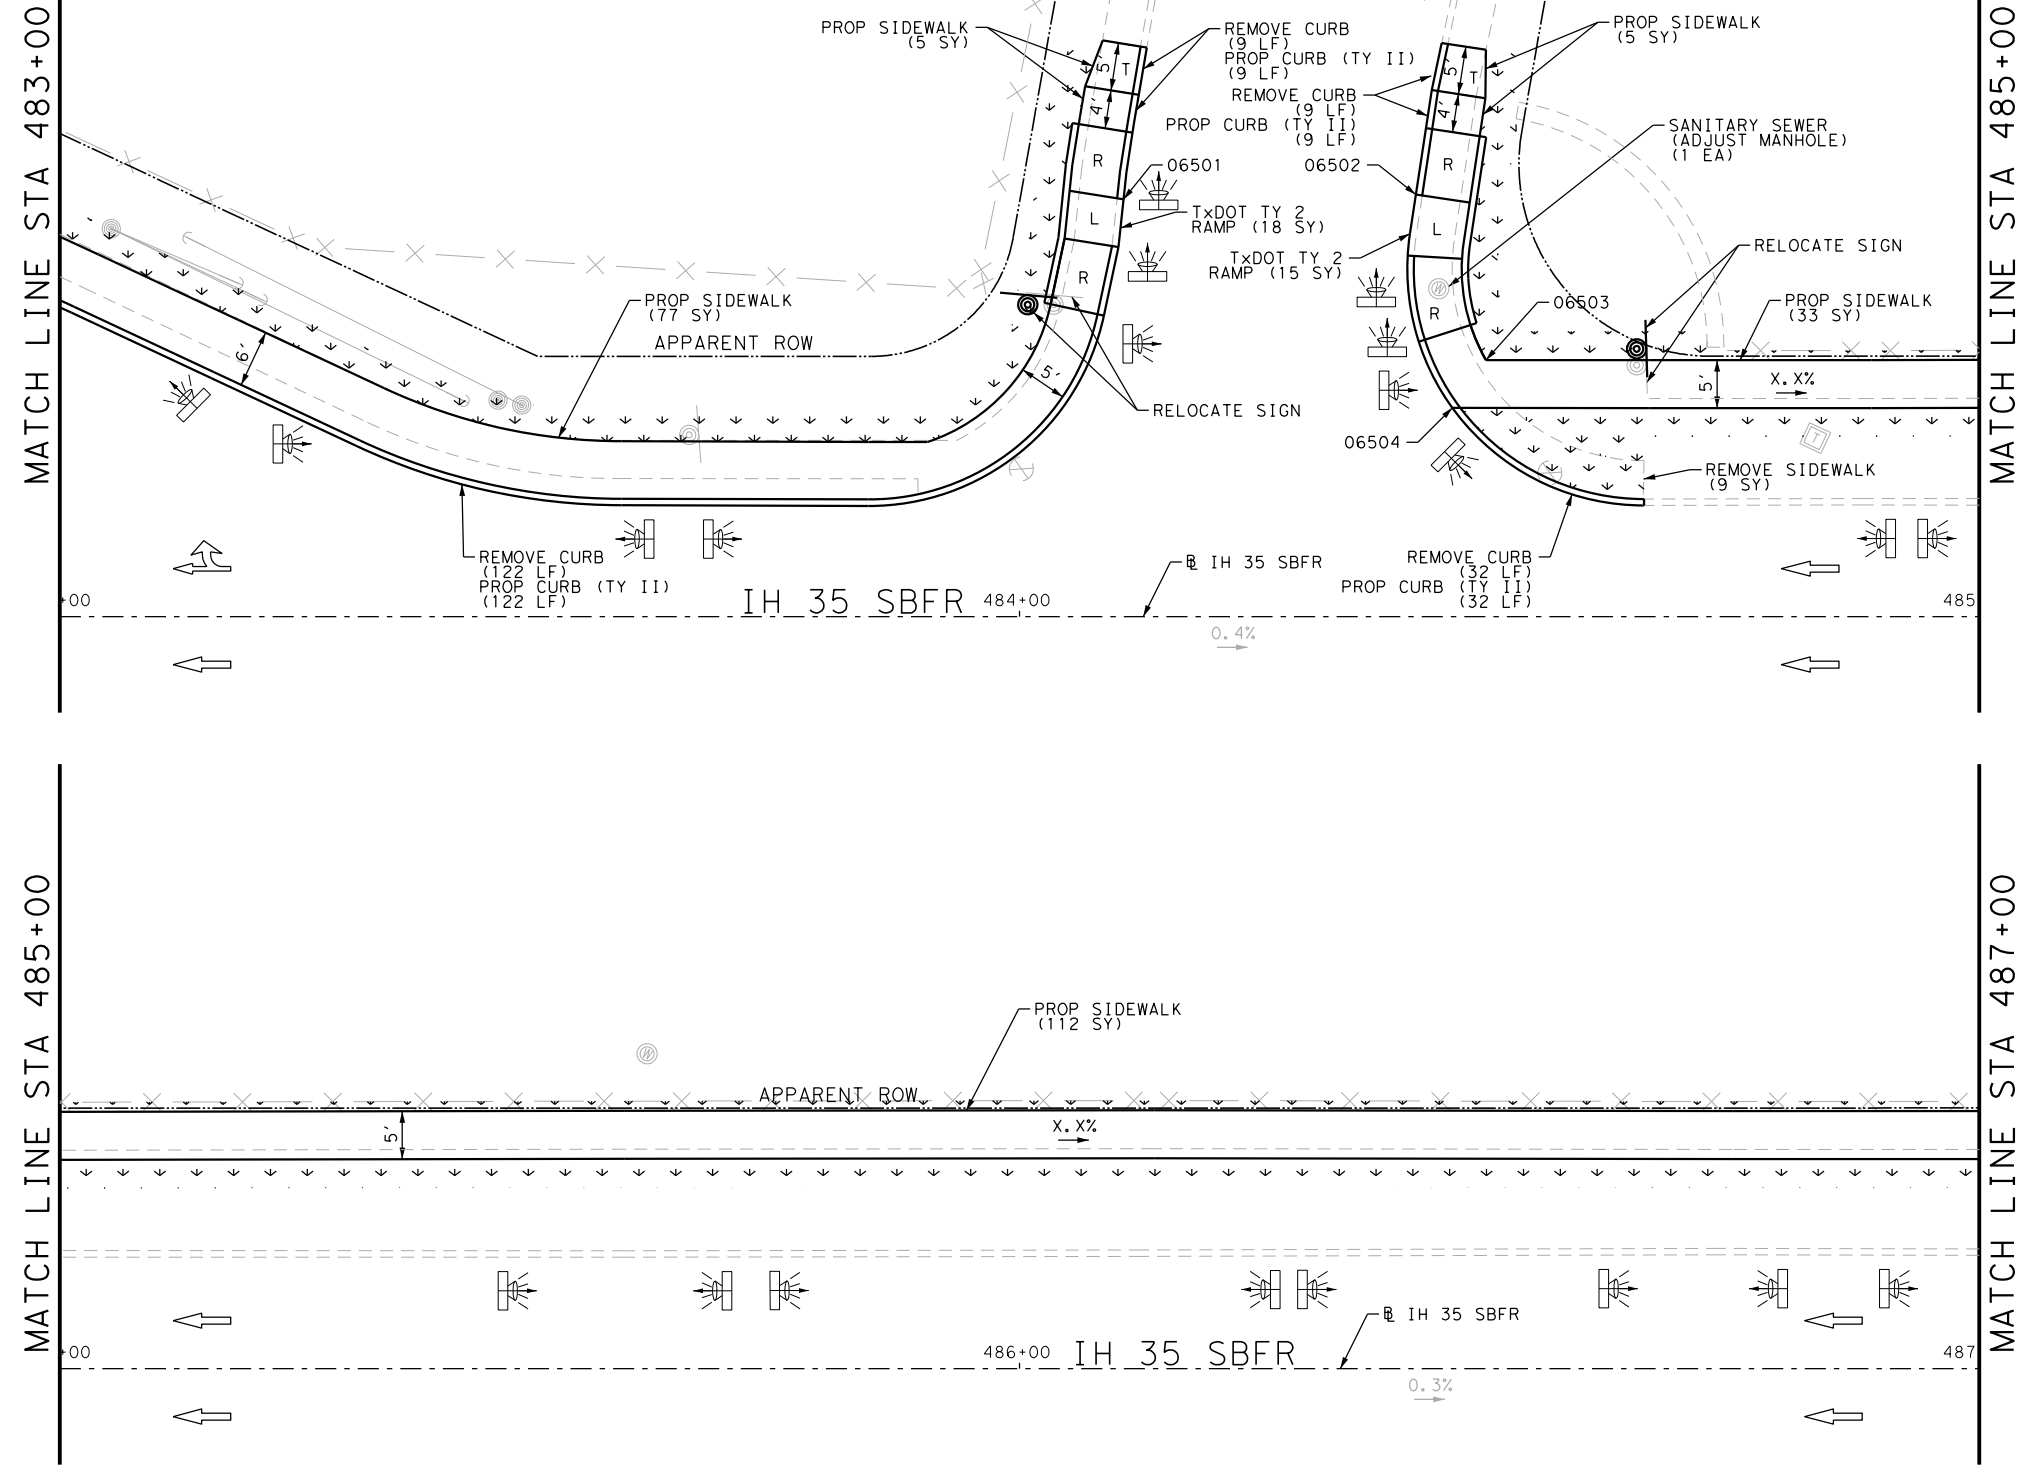 MATCH LINE STA 483+00
PROP SIDEWALK
(5 SY)
REMOVE CURB
(9 LF)
PROP CURB (TY II)
(9 LF)
REMOVE CURB
(9 LF)
PROP CURB (TY II)
(9 LF)
PROP SIDEWALK
(5 SY)
MATCH LINE STA 485+00
5'
T
4'
R
L
R
5'
T
4'
R
L
R
SANITARY SEWER
(ADJUST MANHOLE)
(1 EA)
06501
06502
TxDOT TY 2
RAMP (18 SY)
TxDOT TY 2
RAMP (15 SY)
RELOCATE SIGN
W
PROP SIDEWALK
(77 SY)
06503
PROP SIDEWALK
(33 SY)
APPARENT ROW
6'
5'
5'
X.X%
RELOCATE SIGN
06504
T
REMOVE SIDEWALK
(9 SY)
REMOVE CURB
(122 LF)
PROP CURB (TY II)
(122 LF)
REMOVE CURB
(32 LF)
PROP CURB (TY II)
(32 LF)
BL IH 35 SBFR
+00
IH 35 SBFR
484+00
485
0.4%
MATCH LINE STA 485+00
MATCH LINE STA 487+00
PROP SIDEWALK
(112 SY)
W
APPARENT ROW
5'
X.X%
BL IH 35 SBFR
+00
486+00
IH 35 SBFR
487
0.3%